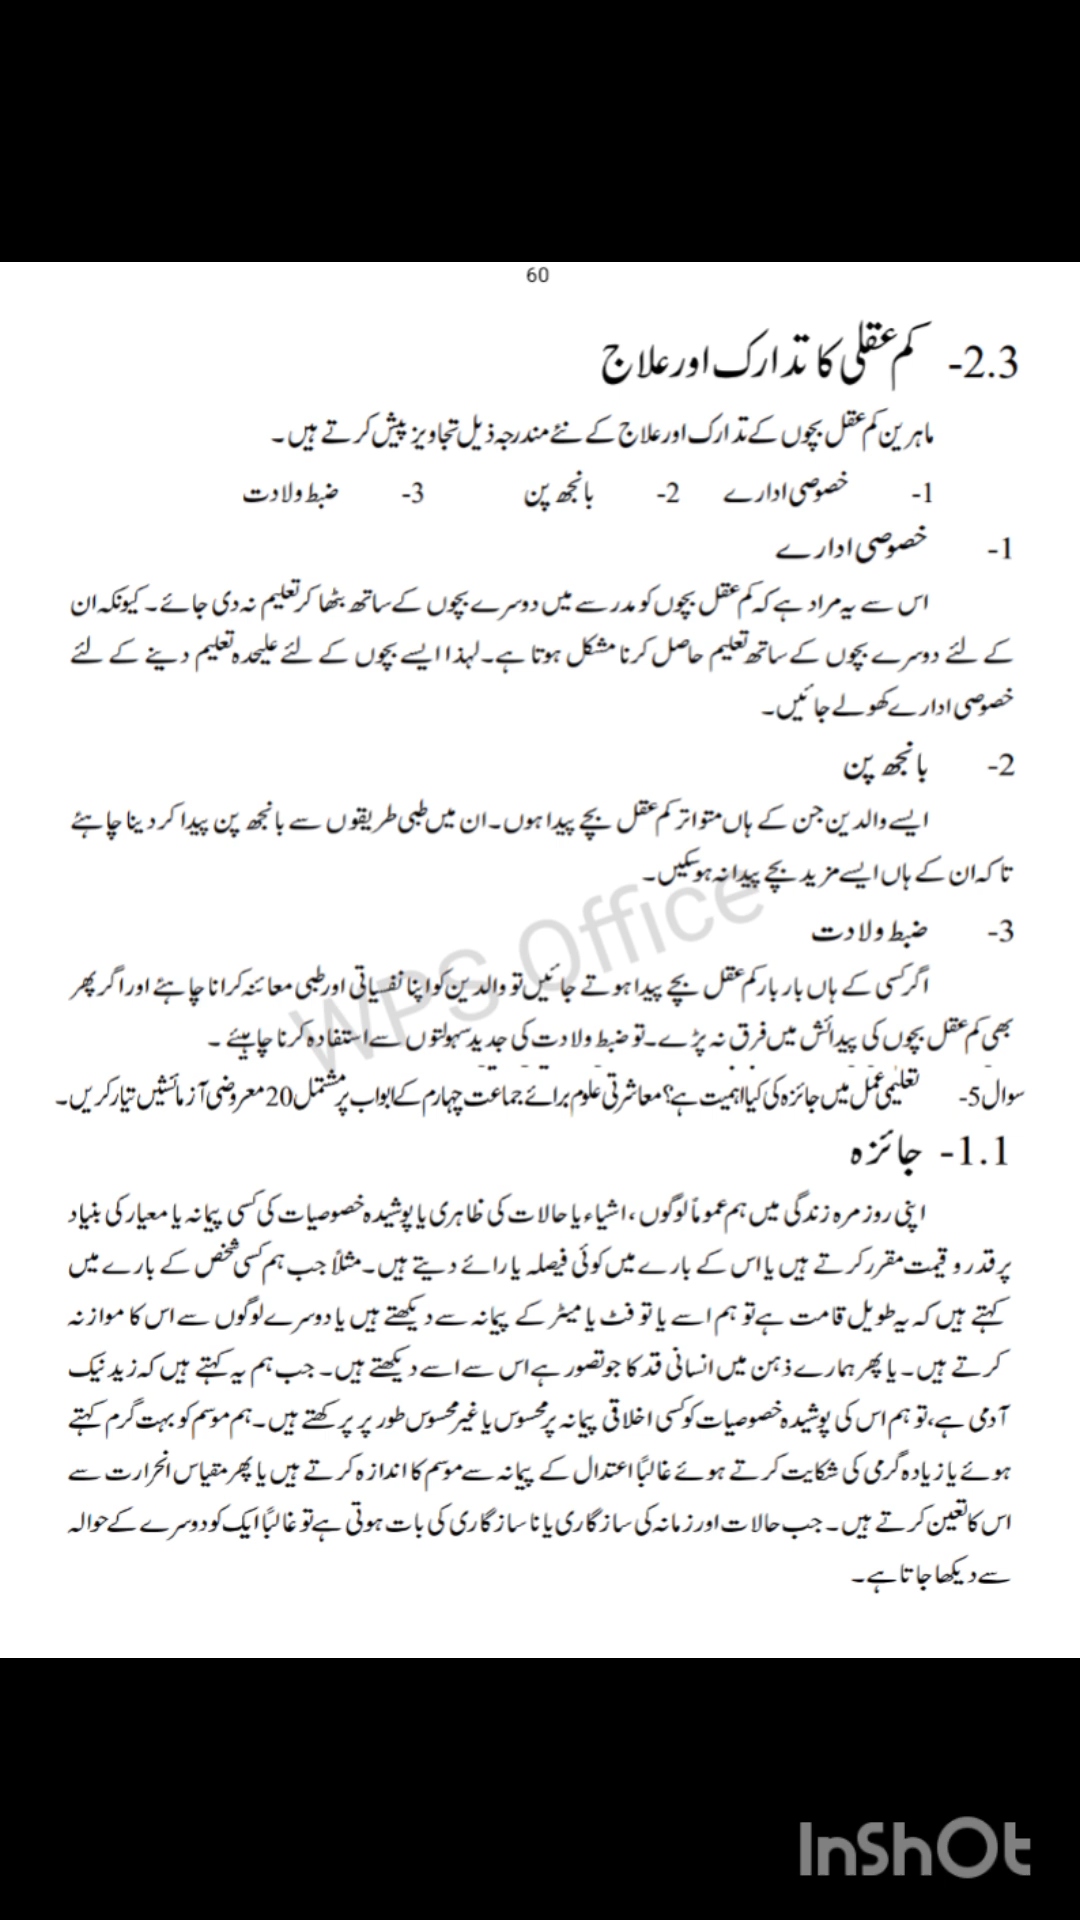 60
2.3- کم عقلی کا تدارک اور علاج
ماہرین کم عقل بچوں کے تدارک اور علاج کے نئے مندرجہ ذیل تجاویز پیش کرتے ہیں۔
1- خصوصی ادارے 2- بانجھ پن 3- ضبط ولادت
1- خصوصی ادارے
اس سے یہ مراد ہے کہ کم عقل بچوں کو مدرسے میں دوسرے بچوں کے ساتھ بٹھا کر تعلیم نہ دی جائے۔ کیونکہ ان
کے لئے دوسرے بچوں کے ساتھ تعلیم حاصل کرنا مشکل ہوتا ہے۔ لہذا ایسے بچوں کے لئے علیحدہ تعلیم دینے کے لئے
خصوصی ادارے کھولے جائیں۔
2- بانجھ پن
ایسے والدین جن کے ہاں متواتر کم عقل بچے پیدا ہوں۔ ان میں طبی طریقوں سے بانجھ پن پیدا کر دینا چاہئے
تاکہ ان کے ہاں ایسے مزید بچے پیدا نہ ہو سکیں۔
3- ضبط ولادت
اگر کسی کے ہاں بار بار کم عقل بچے پیدا ہوتے جائیں تو والدین کو اپنا نفسیاتی اور طبی معائنہ کرانا چاہئے اور اگر پھر
بھی کم عقل بچوں کی پیدائش میں فرق نہ پڑے۔ تو ضبط ولادت کی جدید سہولتوں سے استفادہ کرنا چاہیئے۔
سوال 5- تعلیمی عمل میں جائزہ کی کیا اہمیت ہے؟ معاشرتی علوم برائے جماعت چہارم کے ابواب پر مشتمل 20 معروضی آزمائشیں تیار کریں۔
1.1- جائزہ
اپنی روز مرہ زندگی میں ہم عموماً لوگوں، اشیاء یا حالات کی ظاہری یا پوشیدہ خصوصیات کی کسی پیمانہ یا معیار کی بنیاد
پر قدر و قیمت مقرر کرتے ہیں یا اس کے بارے میں کوئی فیصلہ یا رائے دیتے ہیں۔ مثلاً جب ہم کسی شخص کے بارے میں
کہتے ہیں کہ یہ طویل قامت ہے تو ہم اسے یا تو فٹ یا میٹر کے پیمانہ سے دیکھتے ہیں یا دوسرے لوگوں سے اس کا موازنہ
کرتے ہیں۔ یا پھر ہمارے ذہن میں انسانی قد کا جو تصور ہے اس سے اسے دیکھتے ہیں۔ جب ہم یہ کہتے ہیں کہ زید نیک
آدمی ہے، تو ہم اس کی پوشیدہ خصوصیات کو کسی اخلاقی پیمانہ پر محسوس یا غیر محسوس طور پر پرکھتے ہیں۔ ہم موسم کو بہت گرم کہتے
ہوئے یا زیادہ گرمی کی شکایت کرتے ہوئے غالباً اعتدال کے پیمانہ سے موسم کا اندازہ کرتے ہیں یا پھر مقیاس الحرارت سے
اس کا تعین کرتے ہیں۔ جب حالات اور زمانہ کی سازگاری یا ناسازگاری کی بات ہوتی ہے تو غالباً ایک کو دوسرے کے حوالہ
سے دیکھا جاتا ہے۔
WPS Office
InShOt